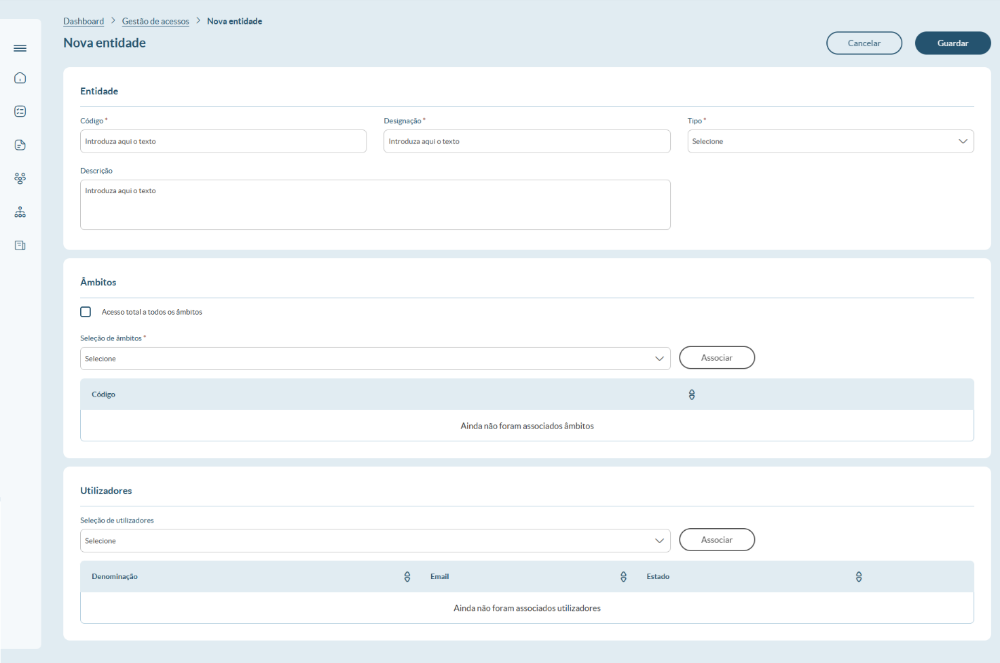 Dashboard > Gestão de acessos > Nova entidade
Nova entidade
Cancelar
Guardar
Entidade
Código *
Designação *
Tipo *
Introduza aqui o texto
Introduza aqui o texto
Selecione
Descrição
Introduza aqui o texto
Âmbitos
Acesso total a todos os âmbitos
Seleção de âmbitos *
Selecione
Associar
Código
Ainda não foram associados âmbitos
Utilizadores
Seleção de utilizadores
Selecione
Associar
Denominação
Email
Estado
Ainda não foram associados utilizadores